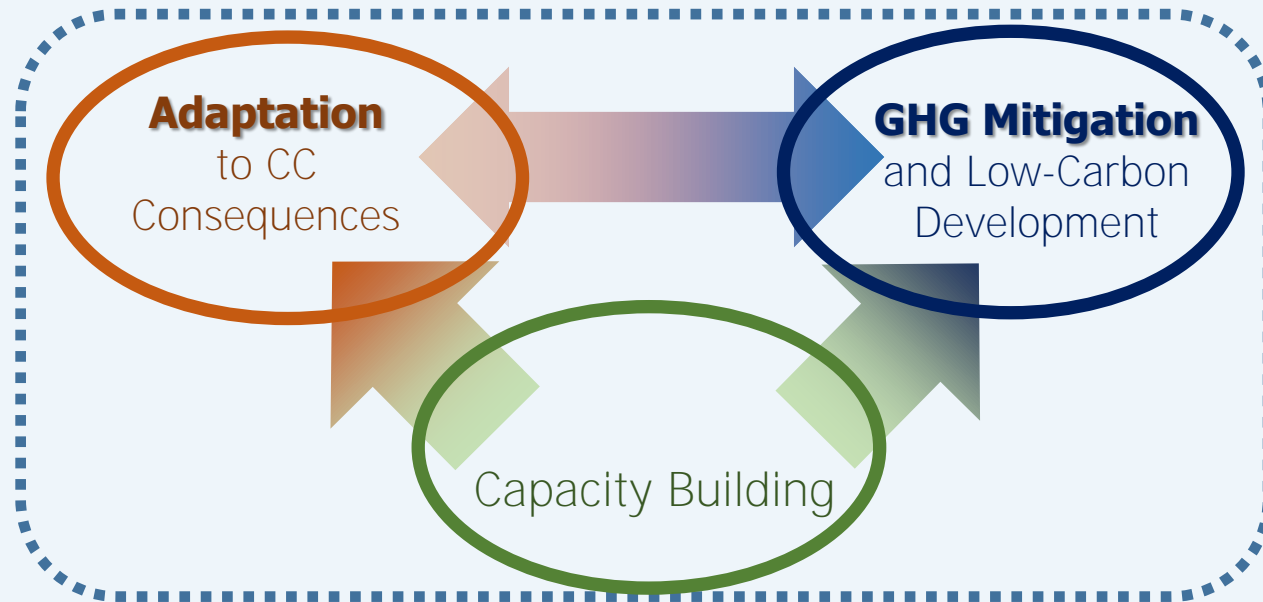 Adaptation
to CC
Consequences
GHG Mitigation
and Low-Carbon
Development
Capacity Building